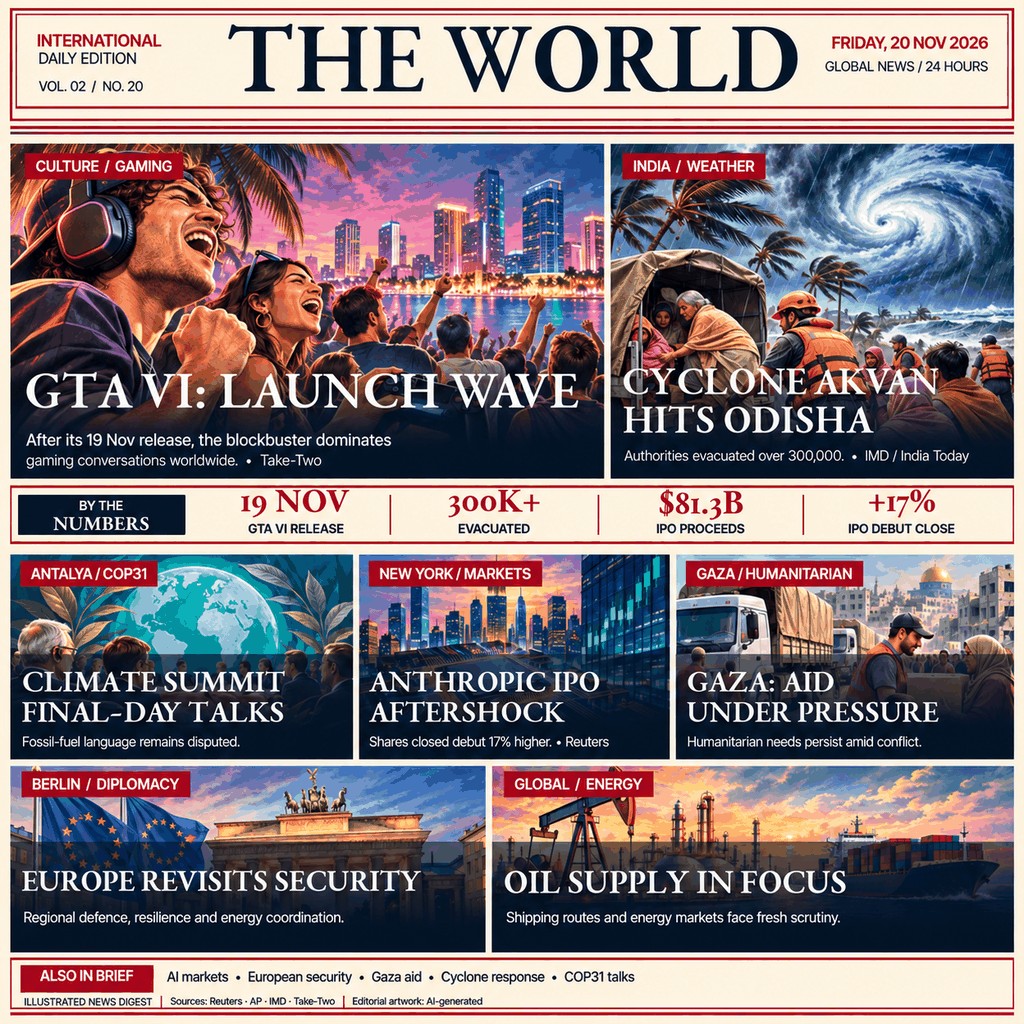 INTERNATIONAL
DAILY EDITION
VOL. 02 / NO. 20
THE WORLD
FRIDAY, 20 NOV 2026
GLOBAL NEWS / 24 HOURS
CULTURE / GAMING
GTA VI: LAUNCH WAVE
After its 19 Nov release, the blockbuster dominates
gaming conversations worldwide. • Take-Two
INDIA / WEATHER
CYCLONE AKVAN
HITS ODISHA
Authorities evacuated over 300,000. • IMD / India Today
BY THE
NUMBERS
19 NOV
GTA VI RELEASE
300K+
EVACUATED
$81.3B
IPO PROCEEDS
+17%
IPO DEBUT CLOSE
ANTALYA / COP31
CLIMATE SUMMIT
FINAL-DAY TALKS
Fossil-fuel language remains disputed.
NEW YORK / MARKETS
ANTHROPIC IPO
AFTERSHOCK
Shares closed debut 17% higher. • Reuters
GAZA / HUMANITARIAN
GAZA: AID
UNDER PRESSURE
Humanitarian needs persist amid conflict.
BERLIN / DIPLOMACY
EUROPE REVISITS SECURITY
Regional defence, resilience and energy coordination.
GLOBAL / ENERGY
OIL SUPPLY IN FOCUS
Shipping routes and energy markets face fresh scrutiny.
ALSO IN BRIEF
AI markets • European security • Gaza aid • Cyclone response • COP31 talks
ILLUSTRATED NEWS DIGEST | Sources: Reuters · AP · IMD · Take-Two | Editorial artwork: AI-generated